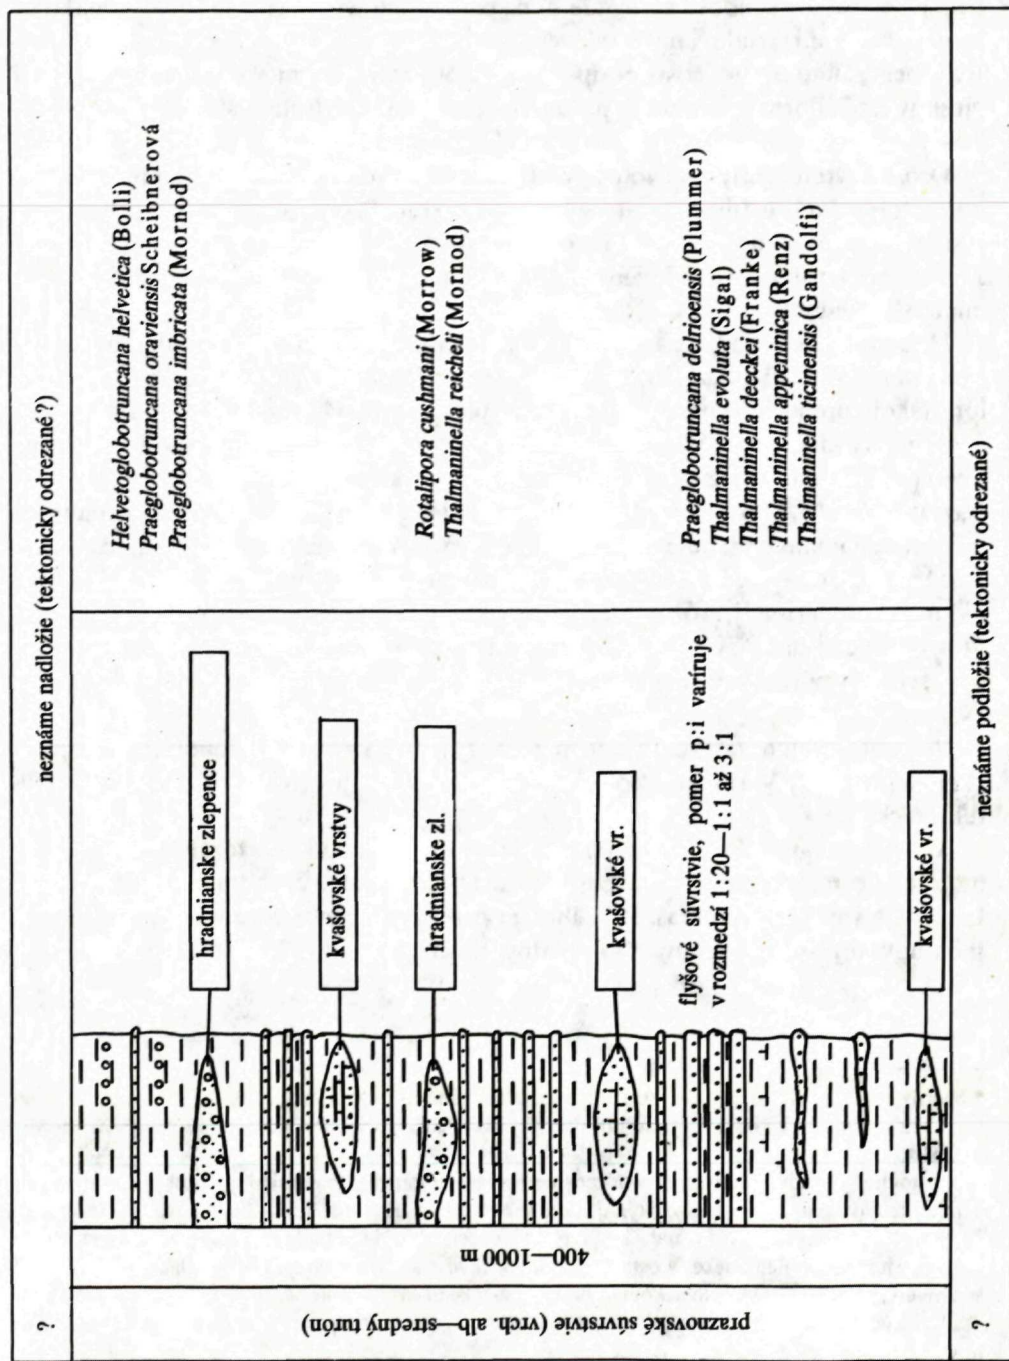 ?
neznáme nadložie (tektonicky odrezané?)
praznovské súvrstvie (vrch. alb—stredný turón)
400—1000 m
hradnianske zlepence
kvašovské vrstvy
hradnianske zl.
kvašovské vr.
flyšové súvrstvie, pomer p:i varíruje
v rozmedzí 1:20—1:1 až 3:1
kvašovské vr.
Helvetoglobotruncana helvetica (Bolli)
Praeglobotruncana oraviensis Scheibnerová
Praeglobotruncana imbricata (Mornod)
Rotalipora cushmani (Morrow)
Thalmaninella reicheli (Mornod)
Praeglobotruncana delrioensis (Plummer)
Thalmaninella evoluta (Sigal)
Thalmaninella deeckei (Franke)
Thalmaninella appeninica (Renz)
Thalmaninella ticinensis (Gandolfi)
?
neznáme podložie (tektonicky odrezané)